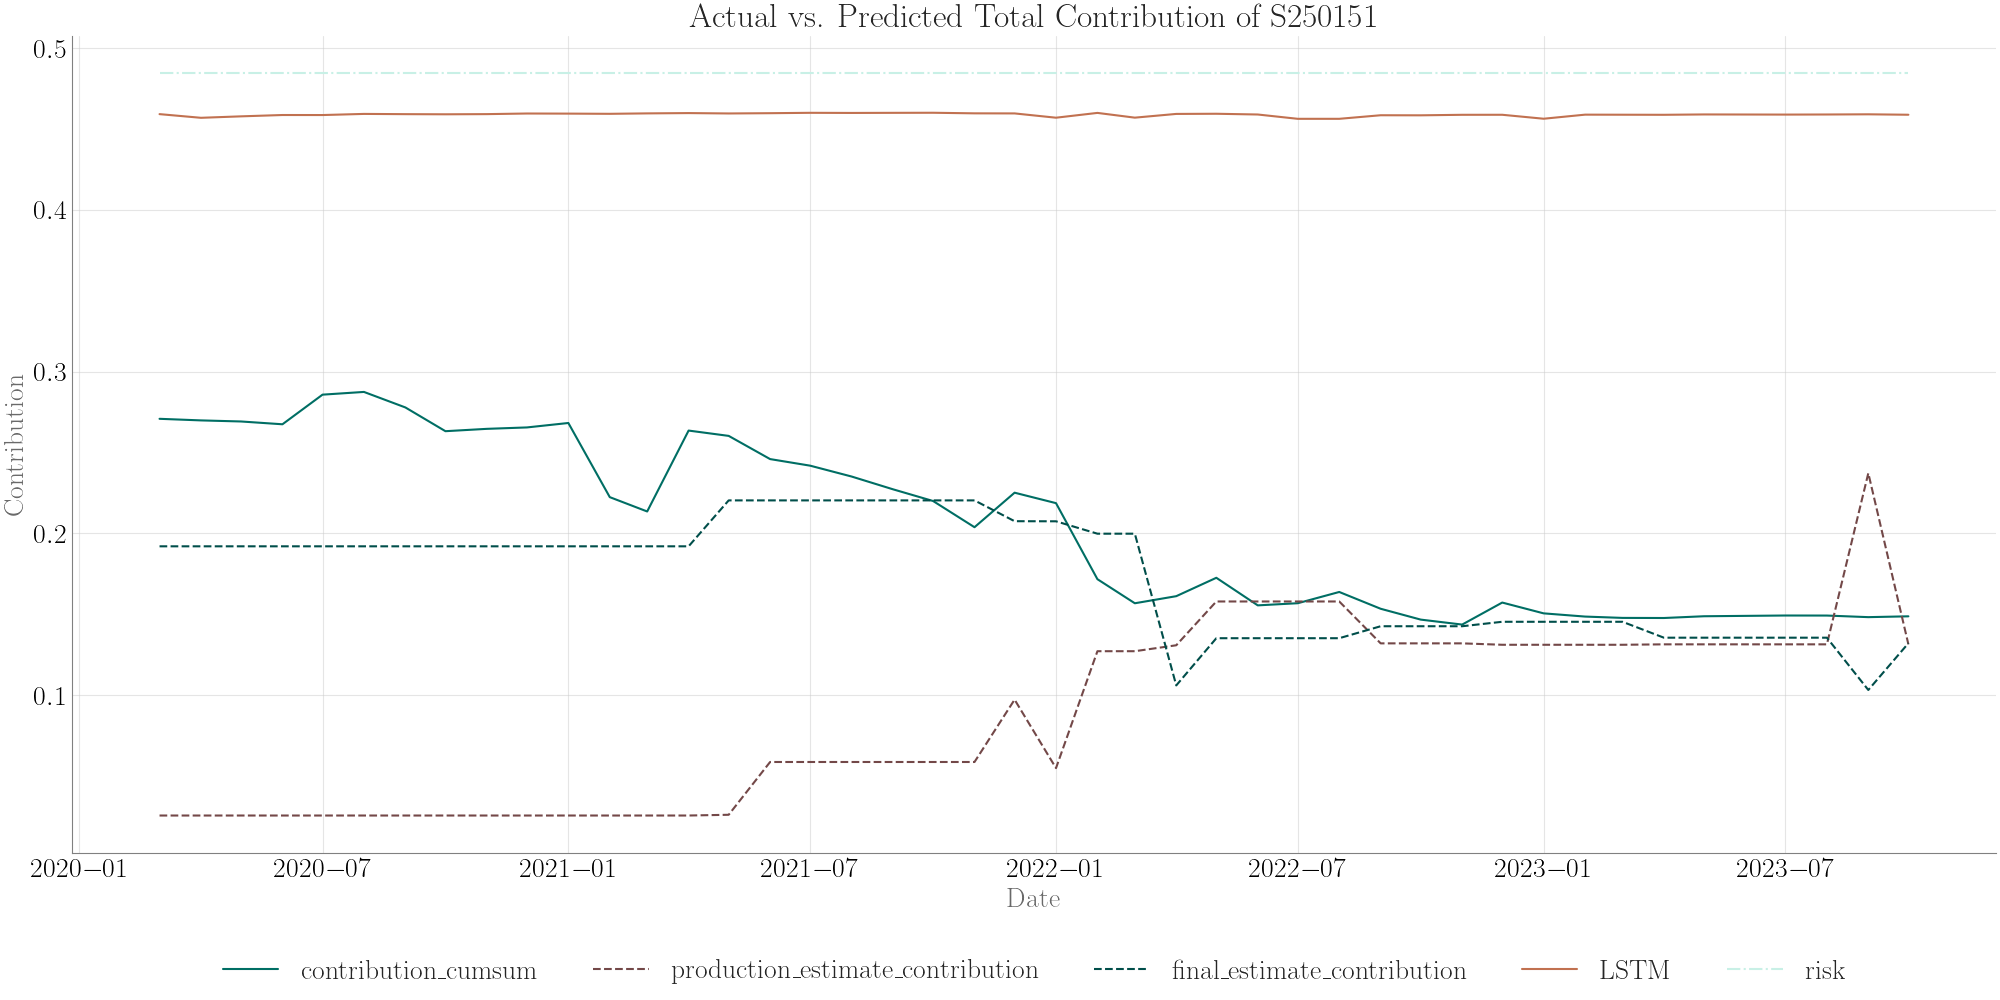 Actual vs. Predicted Total Contribution of S250151
0.5
0.4
0.3
0.2
0.1
Contribution
2020−01 2020−07 2021−01 2021−07 2022−01 2022−07 2023−01 2023−07
Date
contribution_cumsum production_estimate_contribution final_estimate_contribution LSTM risk